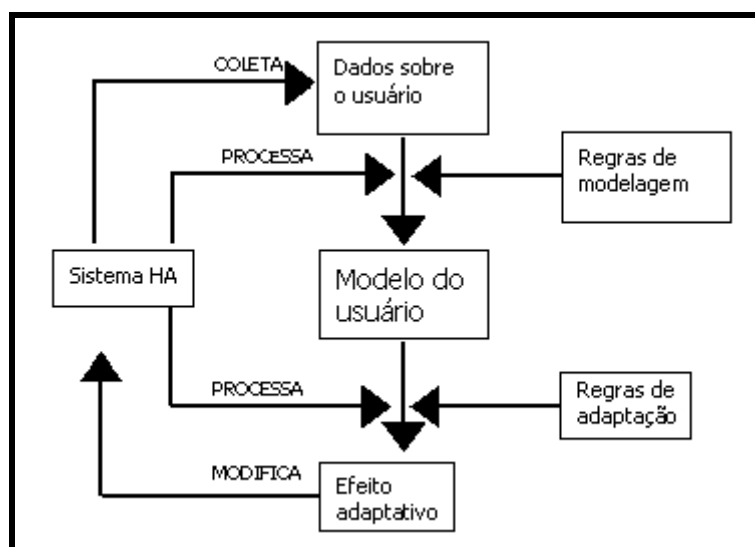 COLETA
Dados sobre
o usuário
PROCESSA
Regras de
modelagem
Sistema HA
Modelo do
usuário
PROCESSA
Regras de
adaptação
MODIFICA
Efeito
adaptativo